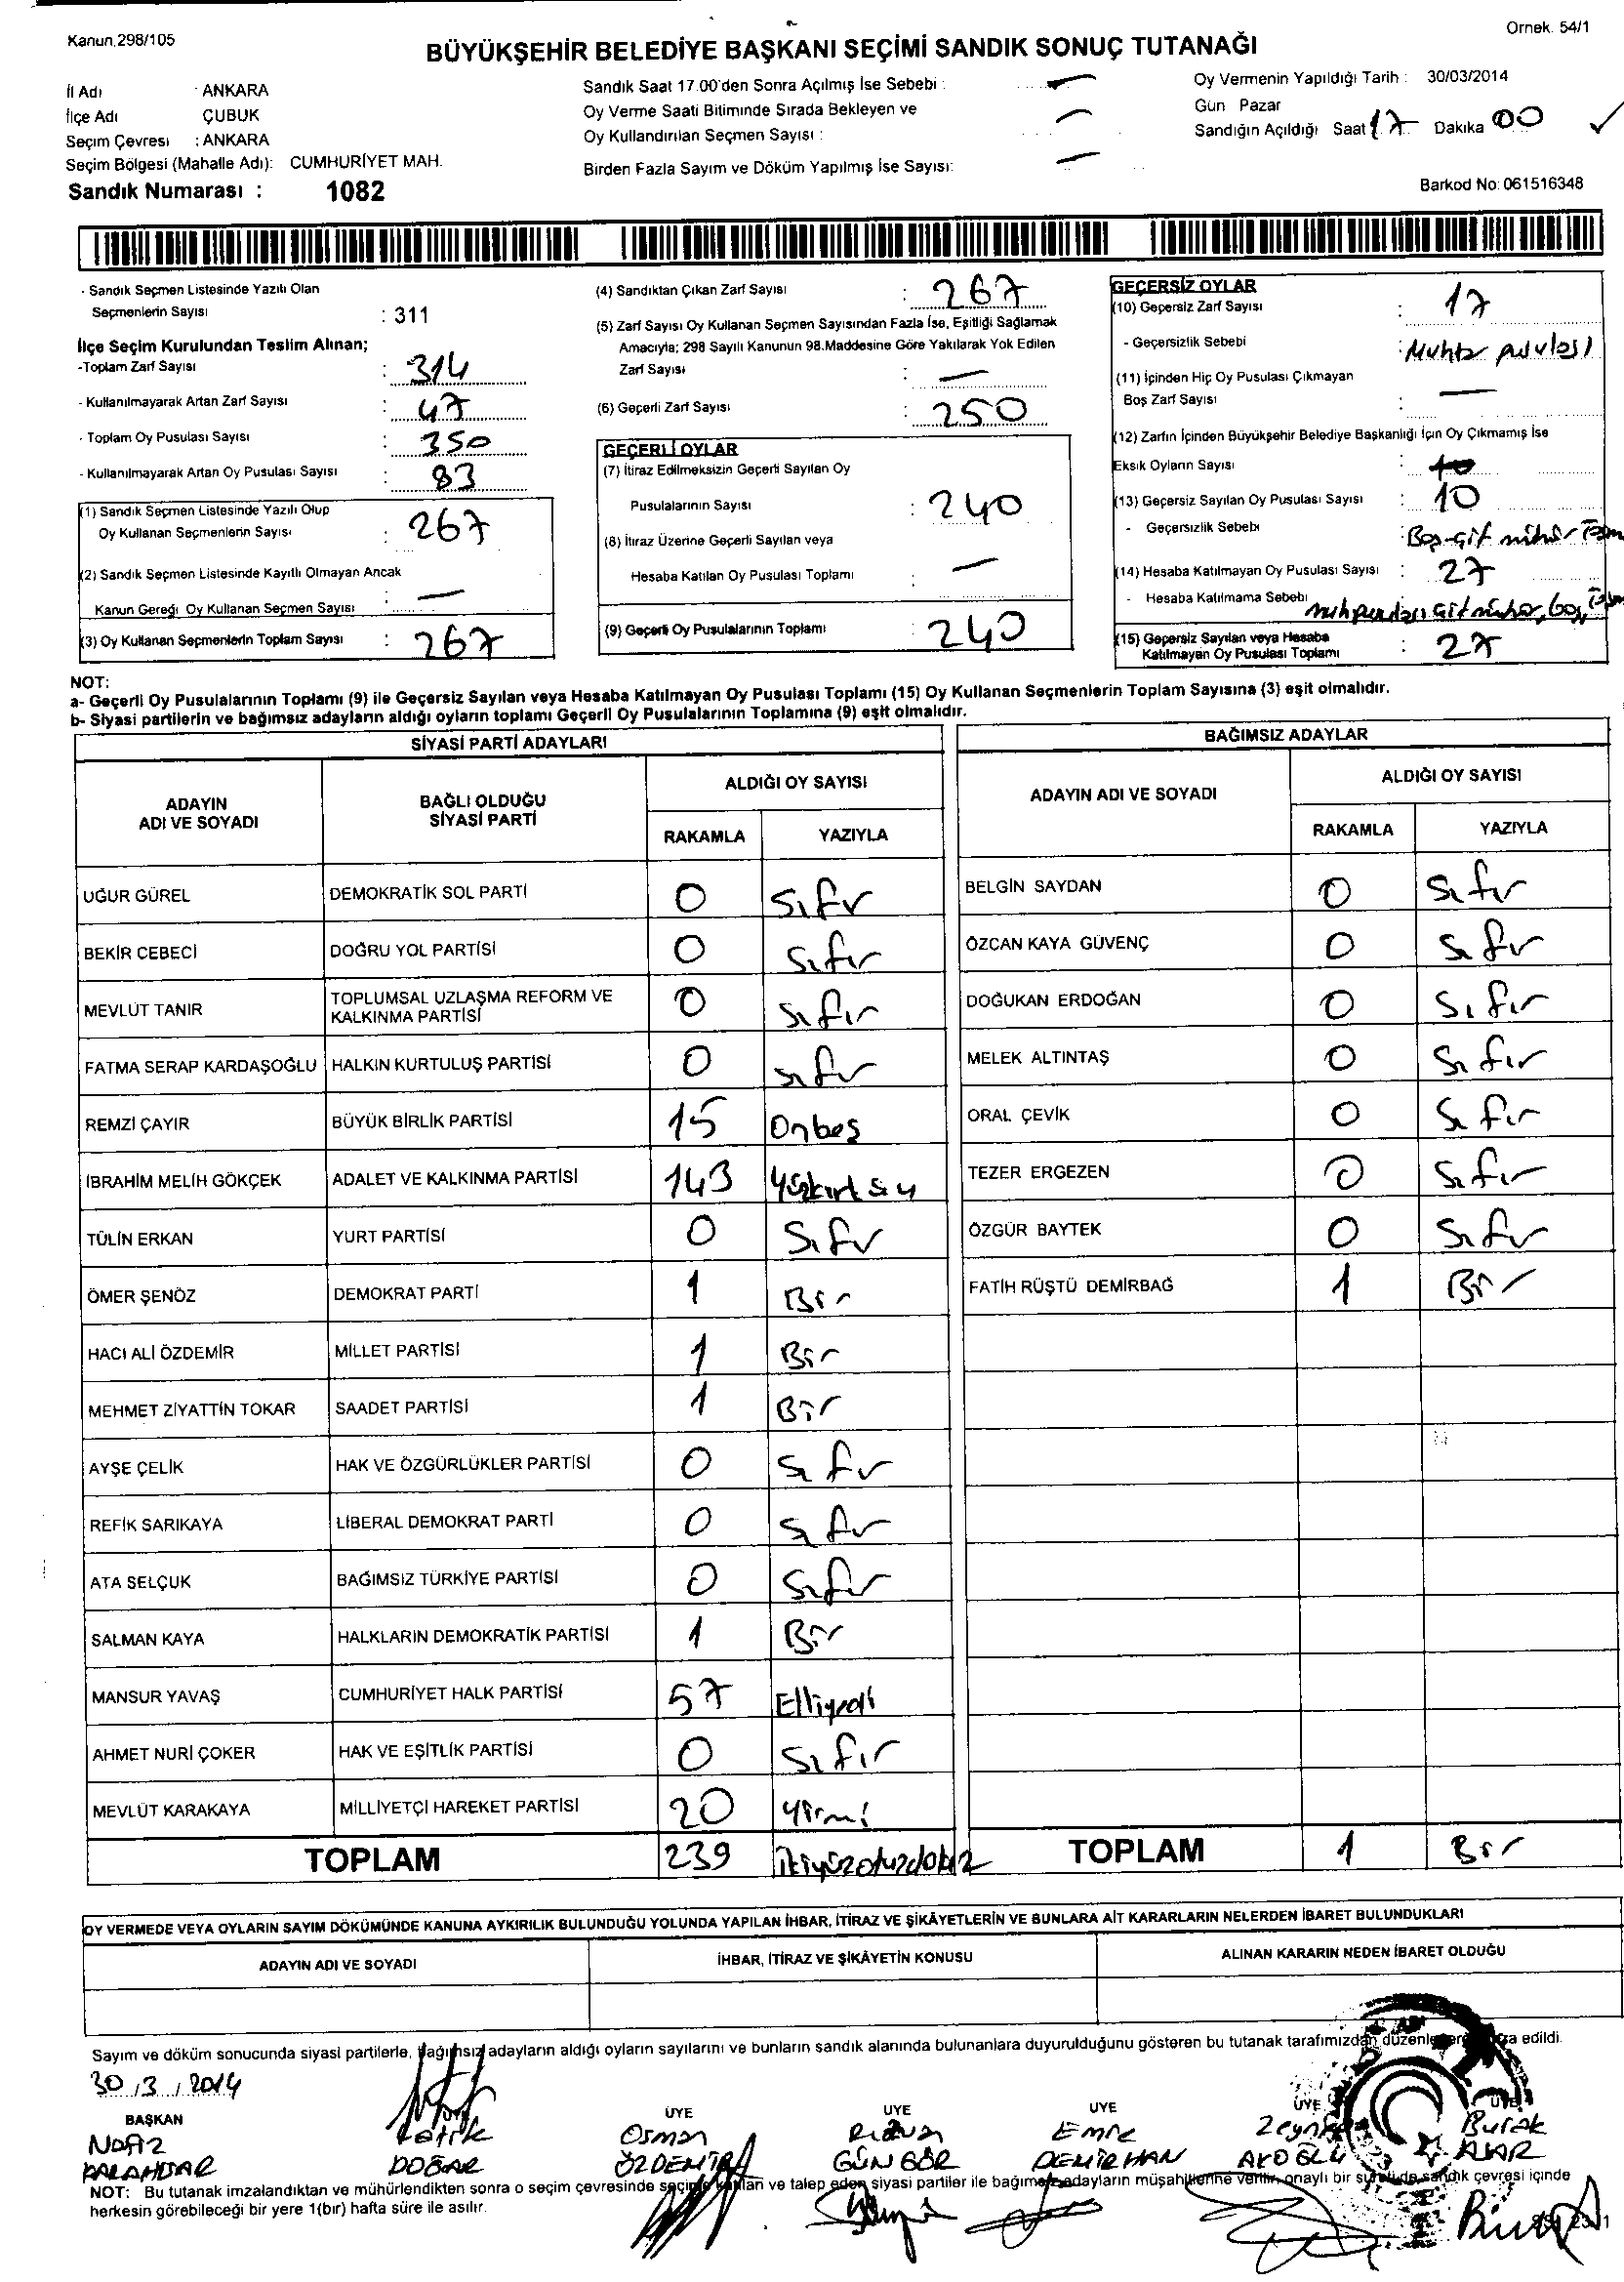 Kanun,298/105
Örnek. 54/1
BÜYÜKŞEHİR BELEDİYE BAŞKANI SEÇİMİ SANDIK SONUÇ TUTANAĞI
İl Adı : ANKARA
İlçe Adı ÇUBUK
Seçim Çevresi : ANKARA
Seçim Bölgesi (Mahalle Adı): CUMHURİYET MAH.
Sandık Numarası : 1082
Sandık Saat 17.00'den Sonra Açılmış İse Sebebi : —
Oy Verme Saati Bitiminde Sırada Bekleyen ve
Oy Kullandırılan Seçmen Sayısı : —
Birden Fazla Sayım ve Döküm Yapılmış İse Sayısı: —
Oy Vermenin Yapıldığı Tarih : 30/03/2014
Gün Pazar
Sandığın Açıldığı Saat 17 Dakika 00
Barkod No: 061516348
- Sandık Seçmen Listesinde Yazılı Olan
Seçmenlerin Sayısı : 311
İlçe Seçim Kurulundan Teslim Alınan;
-Toplam Zarf Sayısı : 314
- Kullanılmayarak Artan Zarf Sayısı : 47
- Toplam Oy Pusulası Sayısı : 350
- Kullanılmayarak Artan Oy Pusulası Sayısı : 83
(1) Sandık Seçmen Listesinde Yazılı Olup
Oy Kullanan Seçmenlerin Sayısı : 267
(2) Sandık Seçmen Listesinde Kayıtlı Olmayan Ancak
Kanun Gereği Oy Kullanan Seçmen Sayısı : —
(3) Oy Kullanan Seçmenlerin Toplam Sayısı : 267
(4) Sandıktan Çıkan Zarf Sayısı : 267
(5) Zarf Sayısı Oy Kullanan Seçmen Sayısından Fazla İse, Eşitliği Sağlamak
Amacıyla; 298 Sayılı Kanunun 98.Maddesine Göre Yakılarak Yok Edilen
Zarf Sayısı : —
(6) Geçerli Zarf Sayısı : 250
GEÇERLİ OYLAR
(7) İtiraz Edilmeksizin Geçerli Sayılan Oy
Pusulalarının Sayısı : 240
(8) İtiraz Üzerine Geçerli Sayılan veya
Hesaba Katılan Oy Pusulası Toplamı : —
(9) Geçerli Oy Pusulalarının Toplamı : 240
GEÇERSİZ OYLAR
(10) Geçersiz Zarf Sayısı : 17
- Geçersizlik Sebebi : Muhtar pusulası
(11) İçinden Hiç Oy Pusulası Çıkmayan
Boş Zarf Sayısı : —
(12) Zarfın İçinden Büyükşehir Belediye Başkanlığı İçin Oy Çıkmamış İse
Eksik Oyların Sayısı :
(13) Geçersiz Sayılan Oy Pusulası Sayısı : 10
- Geçersizlik Sebebi : Boş-çift mühür
(14) Hesaba Katılmayan Oy Pusulası Sayısı : 27
- Hesaba Katılmama Sebebi çift mühür, boş,
(15) Geçersiz Sayılan veya Hesaba
Katılmayan Oy Pusulası Toplamı : 27
NOT:
a- Geçerli Oy Pusulalarının Toplamı (9) ile Geçersiz Sayılan veya Hesaba Katılmayan Oy Pusulası Toplamı (15) Oy Kullanan Seçmenlerin Toplam Sayısına (3) eşit olmalıdır.
b- Siyasi partilerin ve bağımsız adayların aldığı oyların toplamı Geçerli Oy Pusulalarının Toplamına (9) eşit olmalıdır.
SİYASİ PARTİ ADAYLARI
ADAYIN ADI VE SOYADI BAĞLI OLDUĞU SİYASİ PARTİ ALDIĞI OY SAYISI
RAKAMLA YAZIYLA
UĞUR GÜREL DEMOKRATİK SOL PARTİ 0 Sıfır
BEKİR CEBECİ DOĞRU YOL PARTİSİ 0 Sıfır
MEVLÜT TANIR TOPLUMSAL UZLAŞMA REFORM VE KALKINMA PARTİSİ 0 Sıfır
FATMA SERAP KARDAŞOĞLU HALKIN KURTULUŞ PARTİSİ 0 Sıfır
REMZİ ÇAYIR BÜYÜK BİRLİK PARTİSİ 15 Onbeş
İBRAHİM MELİH GÖKÇEK ADALET VE KALKINMA PARTİSİ 143
TÜLİN ERKAN YURT PARTİSİ 0 Sıfır
ÖMER ŞENÖZ DEMOKRAT PARTİ 1 Bir
HACI ALİ ÖZDEMİR MİLLET PARTİSİ 1 Bir
MEHMET ZİYATTİN TOKAR SAADET PARTİSİ 1 Bir
AYŞE ÇELİK HAK VE ÖZGÜRLÜKLER PARTİSİ 0 Sıfır
REFİK SARIKAYA LİBERAL DEMOKRAT PARTİ 0 Sıfır
ATA SELÇUK BAĞIMSIZ TÜRKİYE PARTİSİ 0 Sıfır
SALMAN KAYA HALKLARIN DEMOKRATİK PARTİSİ 1 Bir
MANSUR YAVAŞ CUMHURİYET HALK PARTİSİ 57 Elliyedi
AHMET NURİ ÇOKER HAK VE EŞİTLİK PARTİSİ 0 Sıfır
MEVLÜT KARAKAYA MİLLİYETÇİ HAREKET PARTİSİ 20 Yirmi
TOPLAM 239 İkiyüzotuzdokuz
BAĞIMSIZ ADAYLAR
ADAYIN ADI VE SOYADI ALDIĞI OY SAYISI
RAKAMLA YAZIYLA
BELGİN SAYDAN 0 Sıfır
ÖZCAN KAYA GÜVENÇ 0 Sıfır
DOĞUKAN ERDOĞAN 0 Sıfır
MELEK ALTINTAŞ 0 Sıfır
ORAL ÇEVİK 0 Sıfır
TEZER ERGEZEN 0 Sıfır
ÖZGÜR BAYTEK 0 Sıfır
FATİH RÜŞTÜ DEMİRBAĞ 1 Bir
TOPLAM 1 Bir
OY VERMEDE VEYA OYLARIN SAYIM DÖKÜMÜNDE KANUNA AYKIRILIK BULUNDUĞU YOLUNDA YAPILAN İHBAR, İTİRAZ VE ŞİKÂYETLERİN VE BUNLARA AİT KARARLARIN NELERDEN İBARET BULUNDUKLARI
ADAYIN ADI VE SOYADI İHBAR, İTİRAZ VE ŞİKÂYETİN KONUSU ALINAN KARARIN NEDEN İBARET OLDUĞU
Sayım ve döküm sonucunda siyasi partilerle, bağımsız adayların aldığı oyların sayılarını ve bunların sandık alanında bulunanlara duyurulduğunu gösteren bu tutanak tarafımızdan edildi.
30/3/2014
BAŞKAN ÜYE ÜYE ÜYE ÜYE ÜYE
Osman Rıdvan Emre Burak
DOĞAR ÖZDEMİR GÜNGÖR DEMİRHAN
NOT: Bu tutanak imzalandıktan ve mühürlendikten sonra o seçim çevresinde seçime katılan ve talep eden siyasi partiler ile bağımsız adayların müşahitlerine verilir, onaylı bir sureti de sandık çevresi içinde
herkesin görebileceği bir yere 1(bir) hafta süre ile asılır.